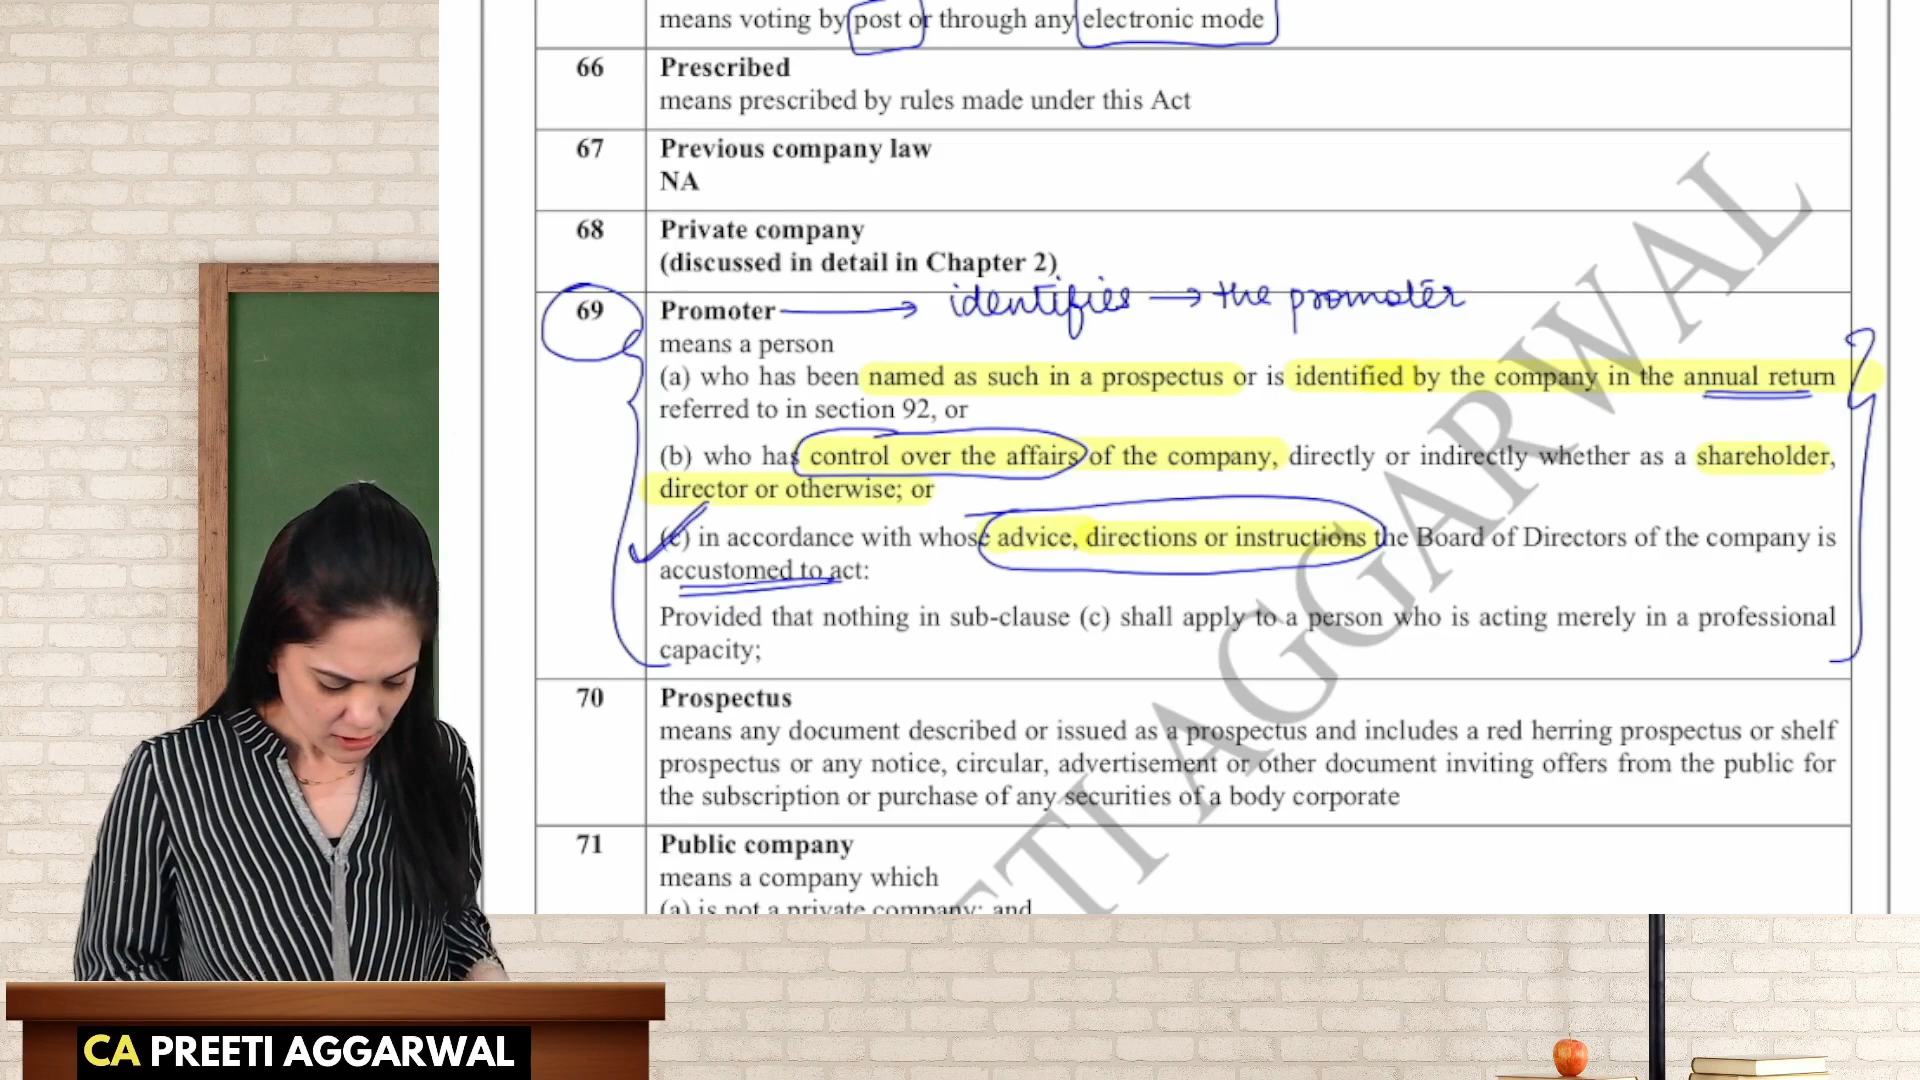 means voting by post or through any electronic mode
66 Prescribed
means prescribed by rules made under this Act
67 Previous company law
NA
68 Private company
(discussed in detail in Chapter 2)
69 Promoter → identifies → the promoter
means a person
(a) who has been named as such in a prospectus or is identified by the company in the annual return
referred to in section 92, or
(b) who has control over the affairs of the company, directly or indirectly whether as a shareholder,
director or otherwise; or
(c) in accordance with whose advice, directions or instructions the Board of Directors of the company is
accustomed to act:
Provided that nothing in sub-clause (c) shall apply to a person who is acting merely in a professional
capacity;
70 Prospectus
means any document described or issued as a prospectus and includes a red herring prospectus or shelf
prospectus or any notice, circular, advertisement or other document inviting offers from the public for
the subscription or purchase of any securities of a body corporate
71 Public company
means a company which
(a) is not a private company; and
ETI AGGARWAL
CA PREETI AGGARWAL